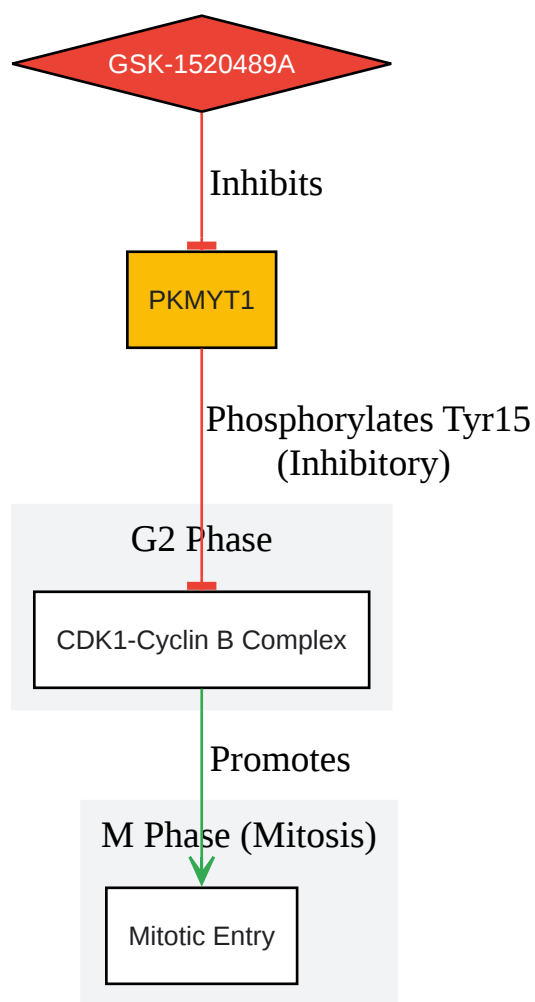 GSK-1520489A
Inhibits
PKMYT1
Phosphorylates Tyr15
(Inhibitory)
G2 Phase
CDK1-Cyclin B Complex
Promotes
M Phase (Mitosis)
Mitotic Entry